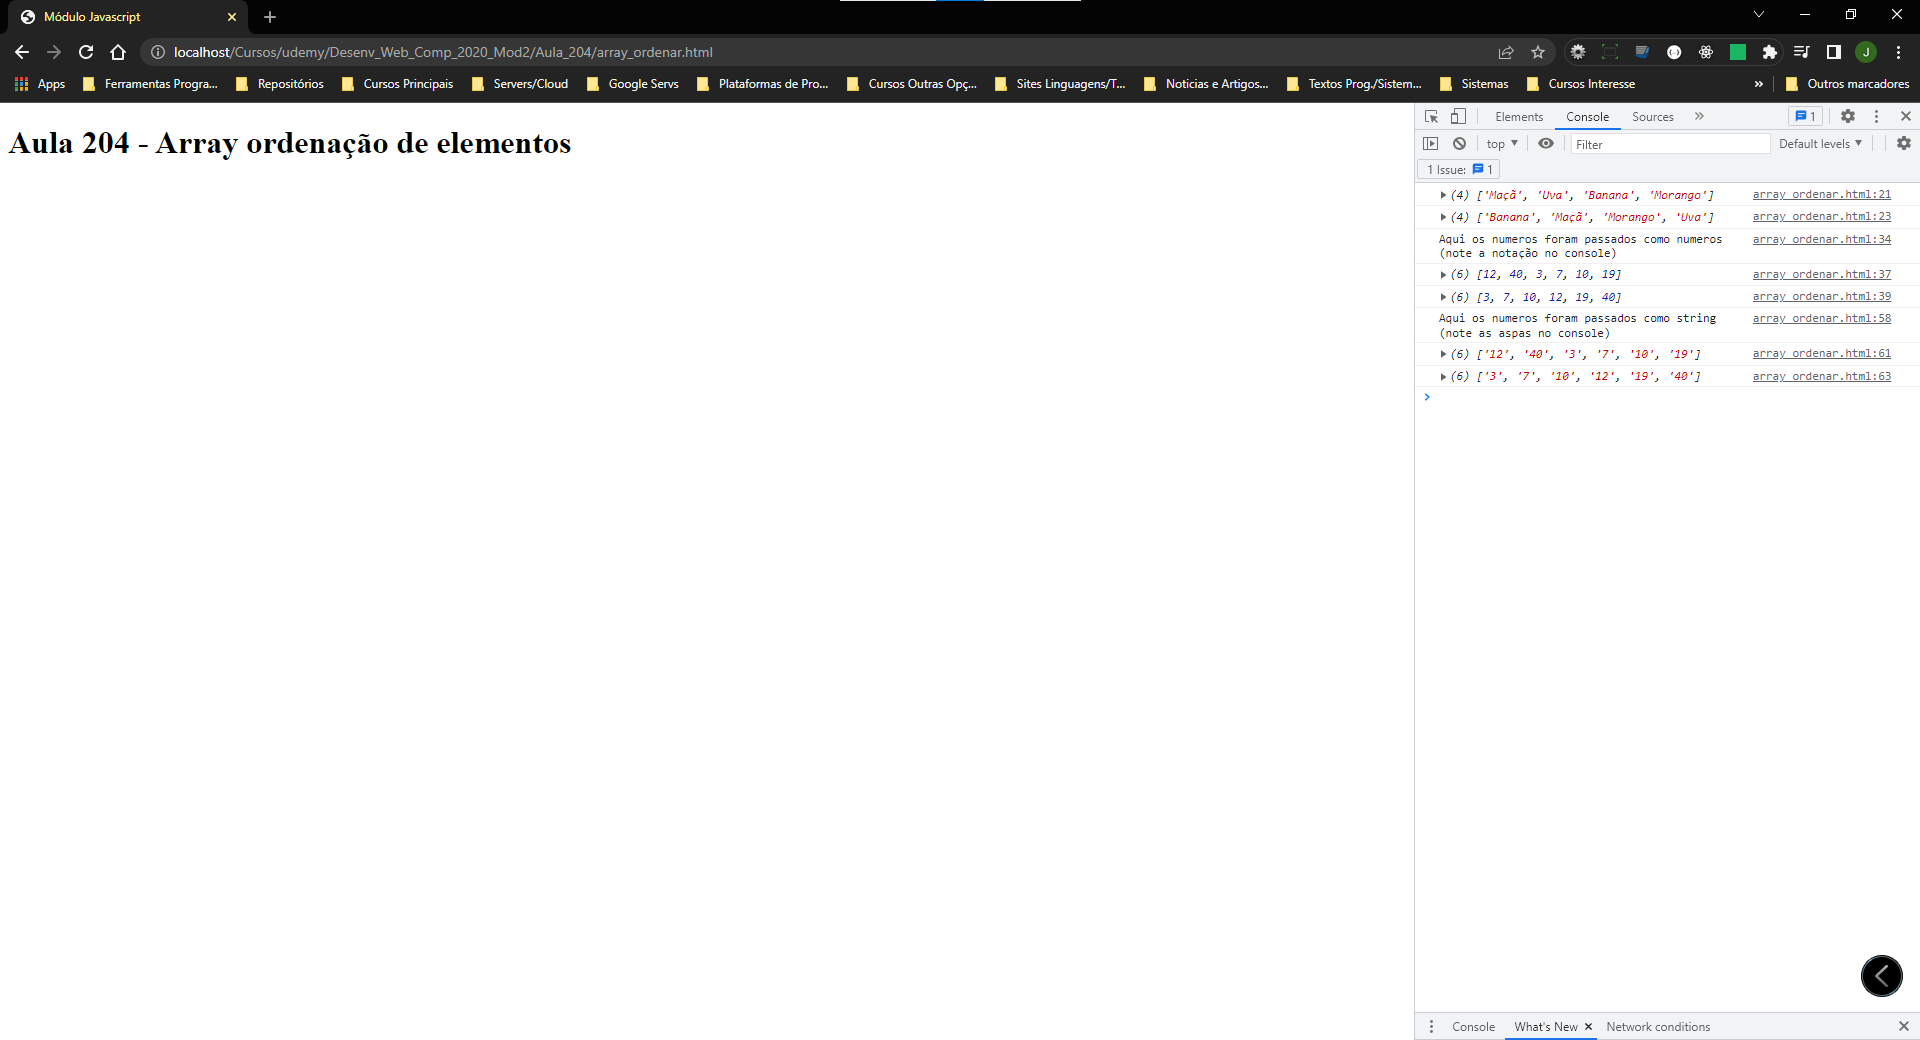 Módulo Javascript
localhost/Cursos/udemy/Desenv_Web_Comp_2020_Mod2/Aula_204/array_ordenar.html
J
Apps Ferramentas Progra... Repositórios Cursos Principais Servers/Cloud Google Servs Plataformas de Pro... Cursos Outras Opç... Sites Linguagens/T... Noticias e Artigos... Textos Prog./Sistem... Sistemas Cursos Interesse » Outros marcadores
Aula 204 - Array ordenação de elementos
Elements Console Sources » 1
top Filter Default levels
1 Issue: 1
(4) ['Maçã', 'Uva', 'Banana', 'Morango'] array_ordenar.html:21
(4) ['Banana', 'Maçã', 'Morango', 'Uva'] array_ordenar.html:23
Aqui os numeros foram passados como numeros array_ordenar.html:34
(note a notação no console)
(6) [12, 40, 3, 7, 10, 19] array_ordenar.html:37
(6) [3, 7, 10, 12, 19, 40] array_ordenar.html:39
Aqui os numeros foram passados como string array_ordenar.html:58
(note as aspas no console)
(6) ['12', '40', '3', '7', '10', '19'] array_ordenar.html:61
(6) ['3', '7', '10', '12', '19', '40'] array_ordenar.html:63
Console What's New Network conditions